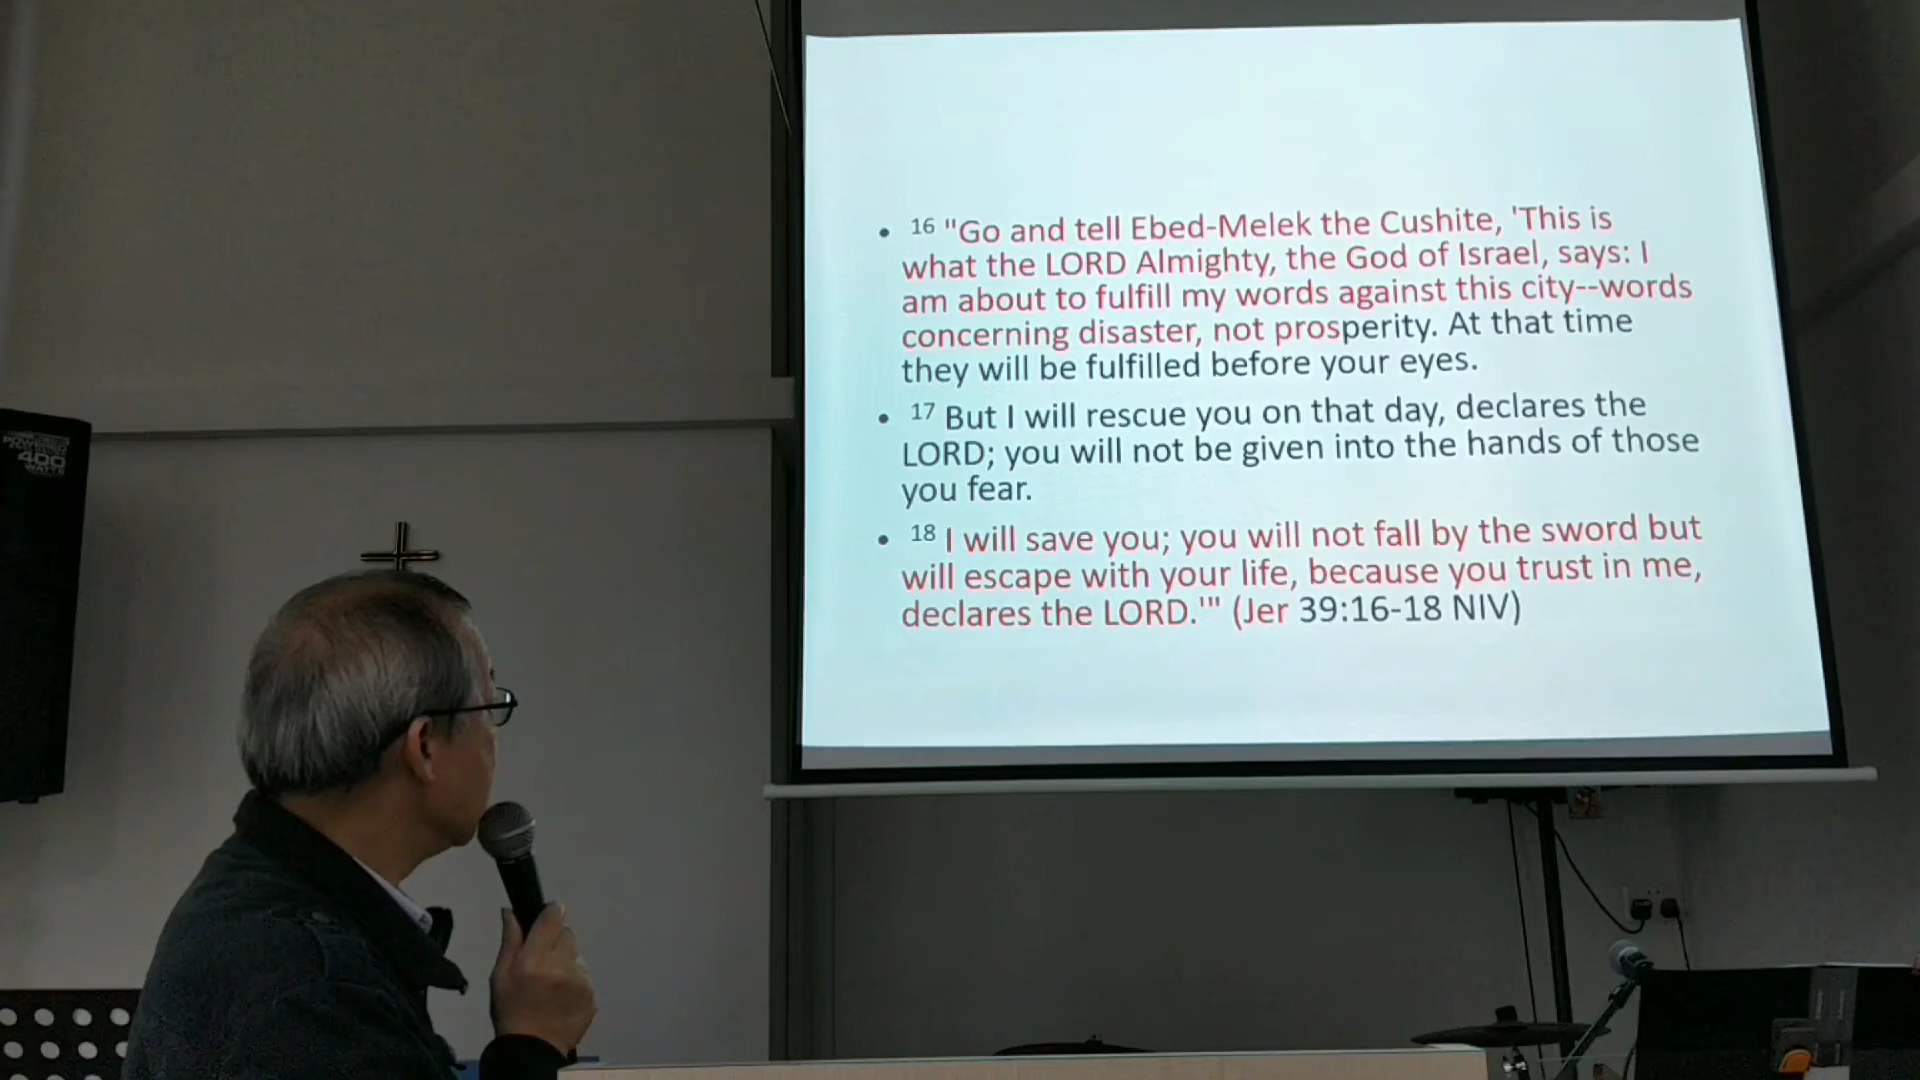 • 16 "Go and tell Ebed-Melek the Cushite, 'This is
what the LORD Almighty, the God of Israel, says: I
am about to fulfill my words against this city--words
concerning disaster, not prosperity. At that time
they will be fulfilled before your eyes.
• 17 But I will rescue you on that day, declares the
LORD; you will not be given into the hands of those
you fear.
• 18 I will save you; you will not fall by the sword but
will escape with your life, because you trust in me,
declares the LORD.'" (Jer 39:16-18 NIV)
400
WATTS